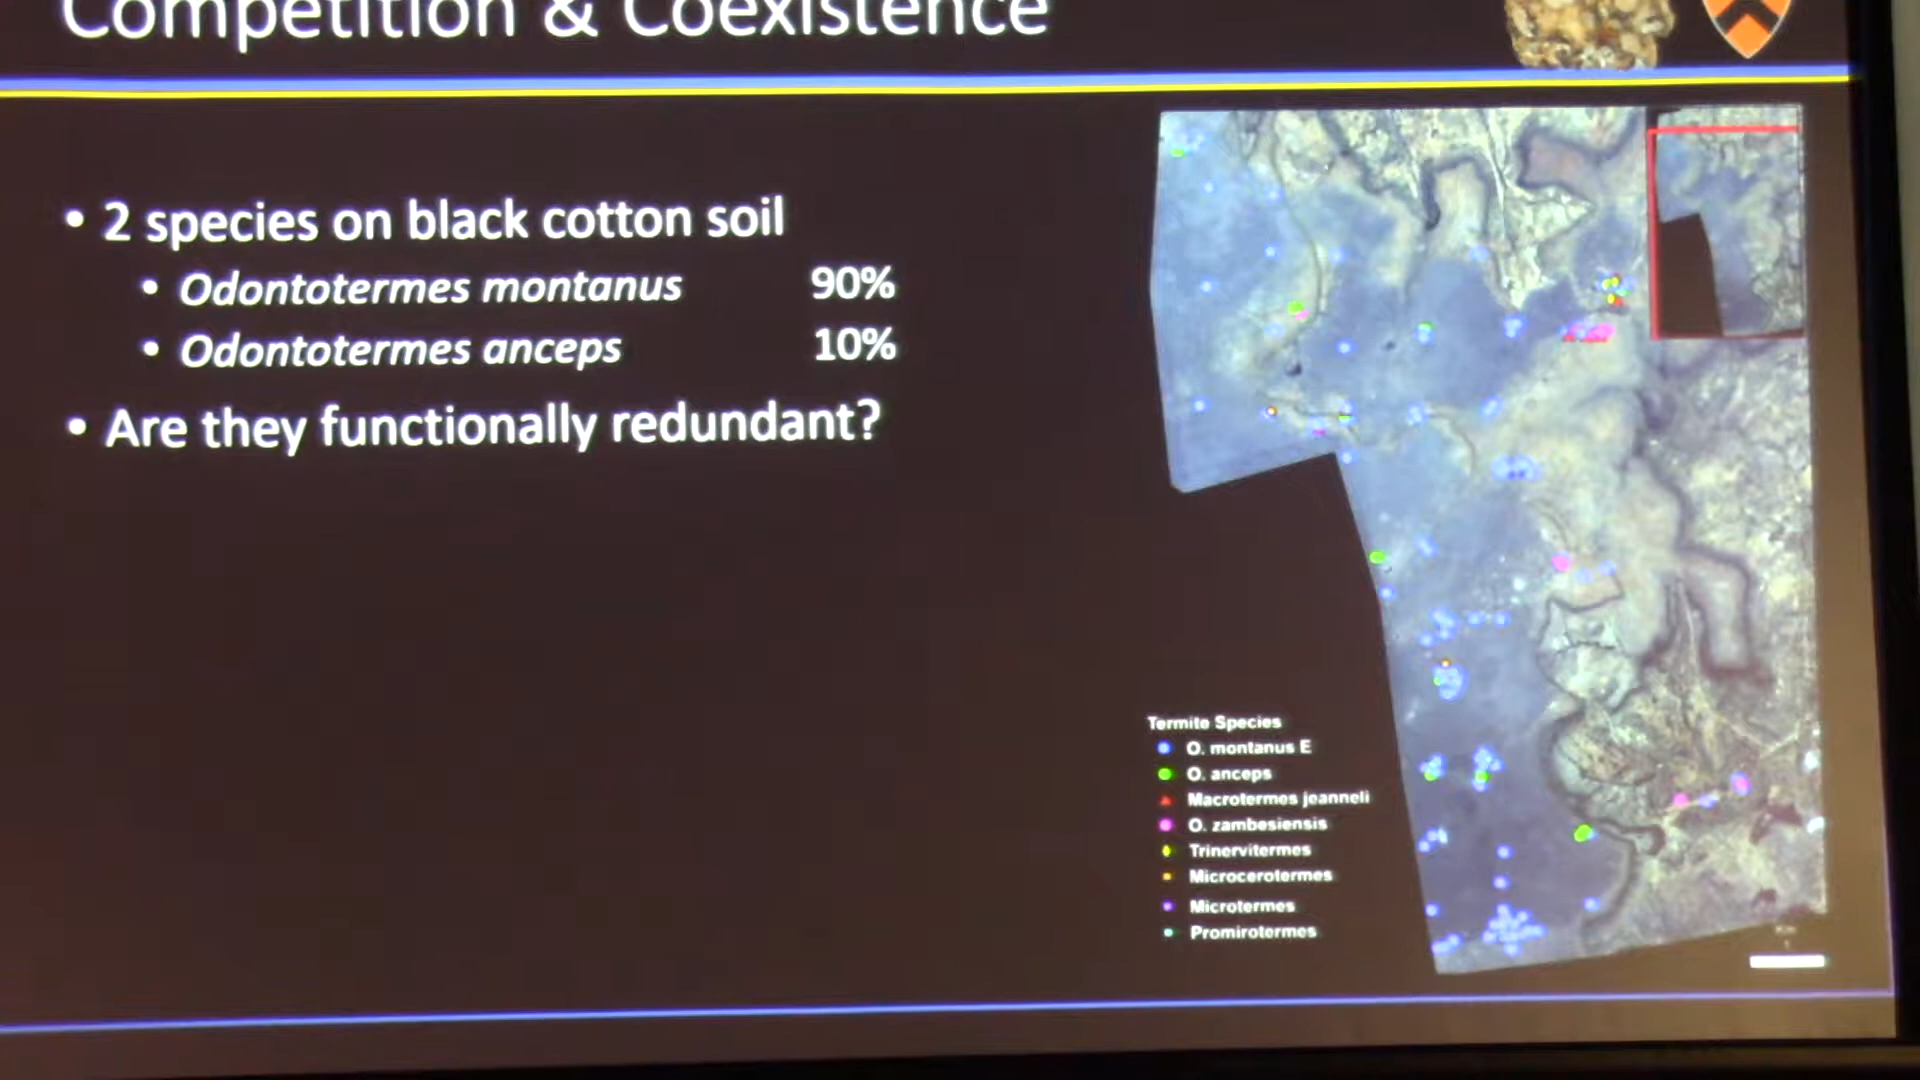 Competition & Coexistence
• 2 species on black cotton soil
• Odontotermes montanus 90%
• Odontotermes anceps 10%
• Are they functionally redundant?
Termite Species
O. montanus E
O. anceps
Macrotermes jeanneli
O. zambesiensis
Trinervitermes
Microcerotermes
Microtermes
Promirotermes